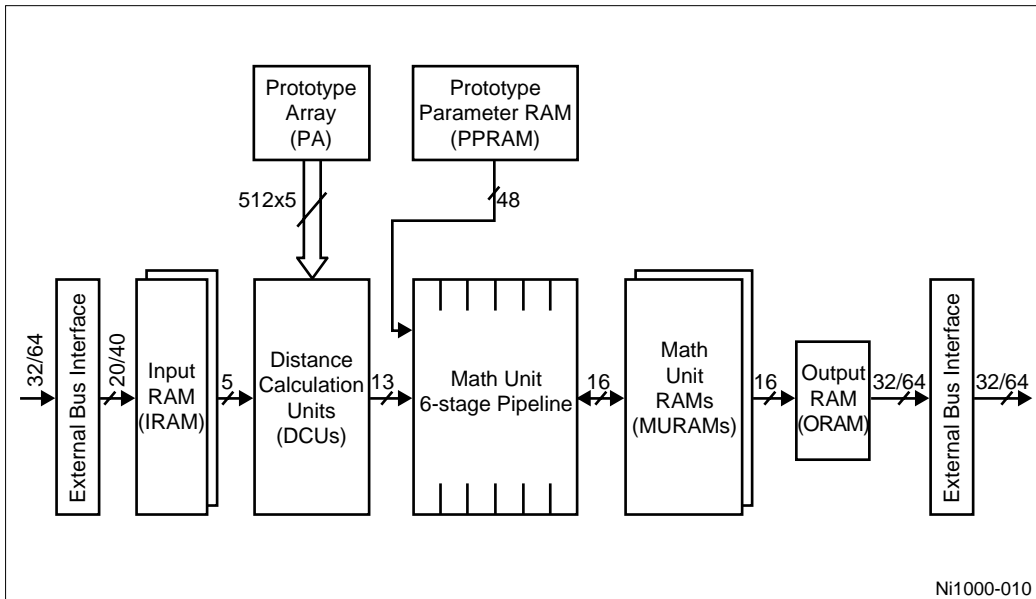 Prototype
Array
(PA)
Prototype
Parameter RAM
(PPRAM)
512x5
48
32/64
External Bus Interface
20/40
Input
RAM
(IRAM)
5
Distance
Calculation
Units
(DCUs)
13
Math Unit
6-stage Pipeline
16
Math
Unit
RAMs
(MURAMs)
16
Output
RAM
(ORAM)
32/64
External Bus Interface
32/64
Ni1000-010